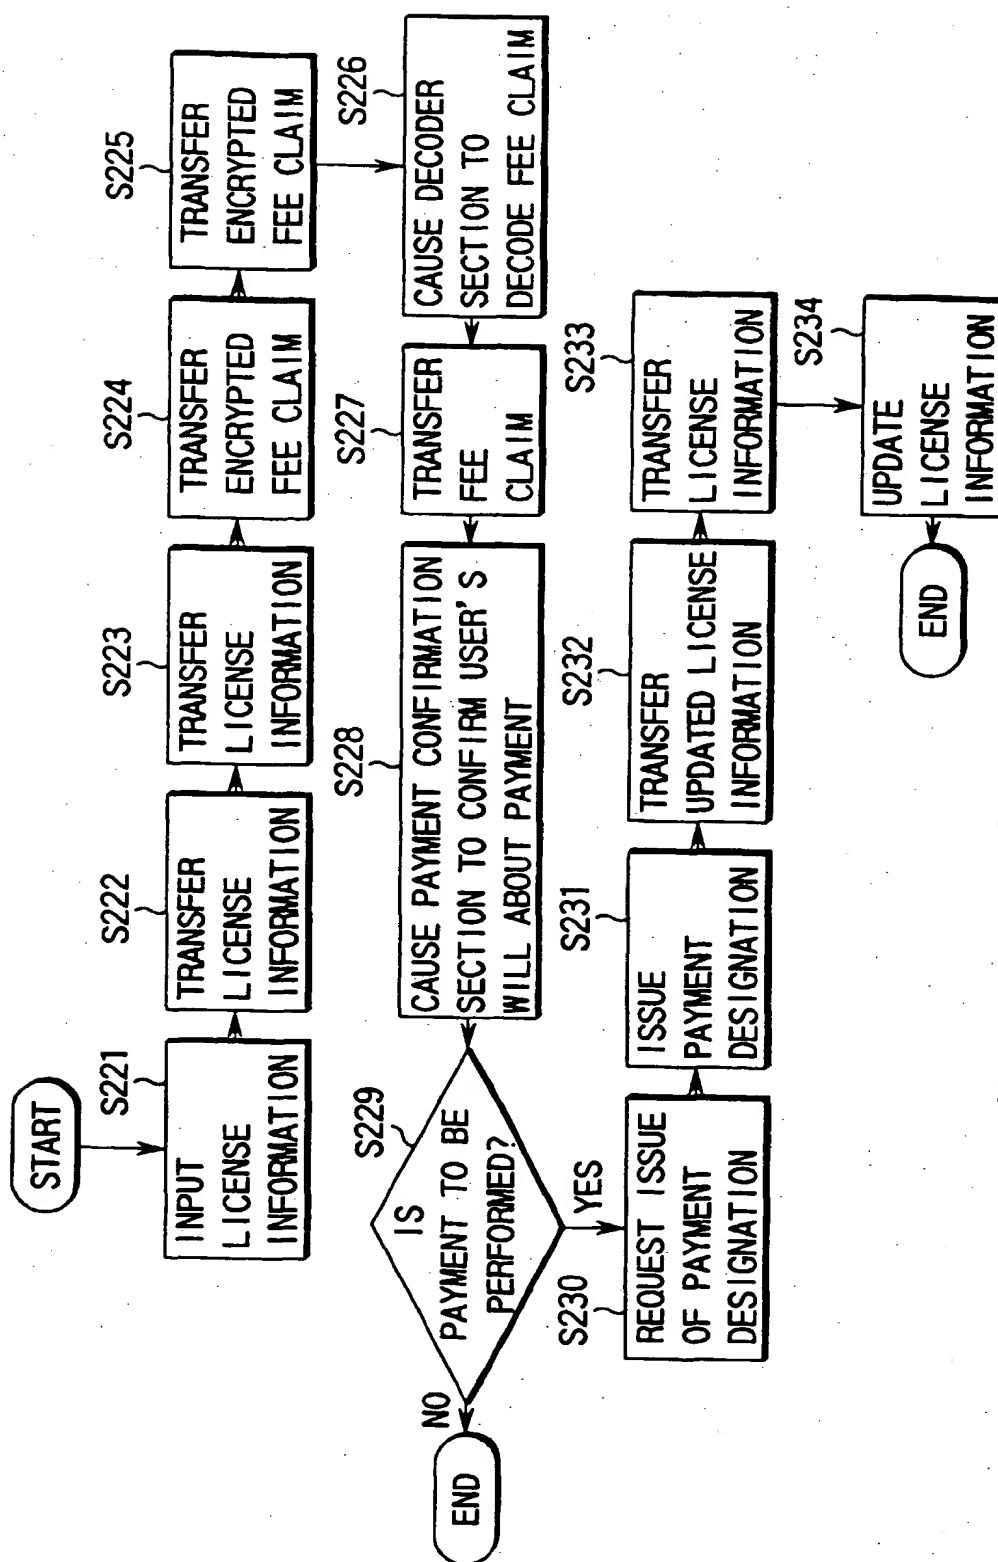 START
S221
INPUT
LICENSE
INFORMATION
S222
TRANSFER
LICENSE
INFORMATION
S223
TRANSFER
LICENSE
INFORMATION
S224
TRANSFER
ENCRYPTED
FEE CLAIM
S225
TRANSFER
ENCRYPTED
FEE CLAIM
S226
CAUSE DECODER
SECTION TO
DECODE FEE CLAIM
S227
TRANSFER
FEE
CLAIM
S228
CAUSE PAYMENT CONFIRMATION
SECTION TO CONFIRM USER'S
WILL ABOUT PAYMENT
S229
IS
PAYMENT TO BE
PERFORMED?
NO
END
YES
S230
REQUEST ISSUE
OF PAYMENT
DESIGNATION
S231
ISSUE
PAYMENT
DESIGNATION
S232
TRANSFER
UPDATED LICENSE
INFORMATION
S233
TRANSFER
LICENSE
INFORMATION
S234
UPDATE
LICENSE
INFORMATION
END